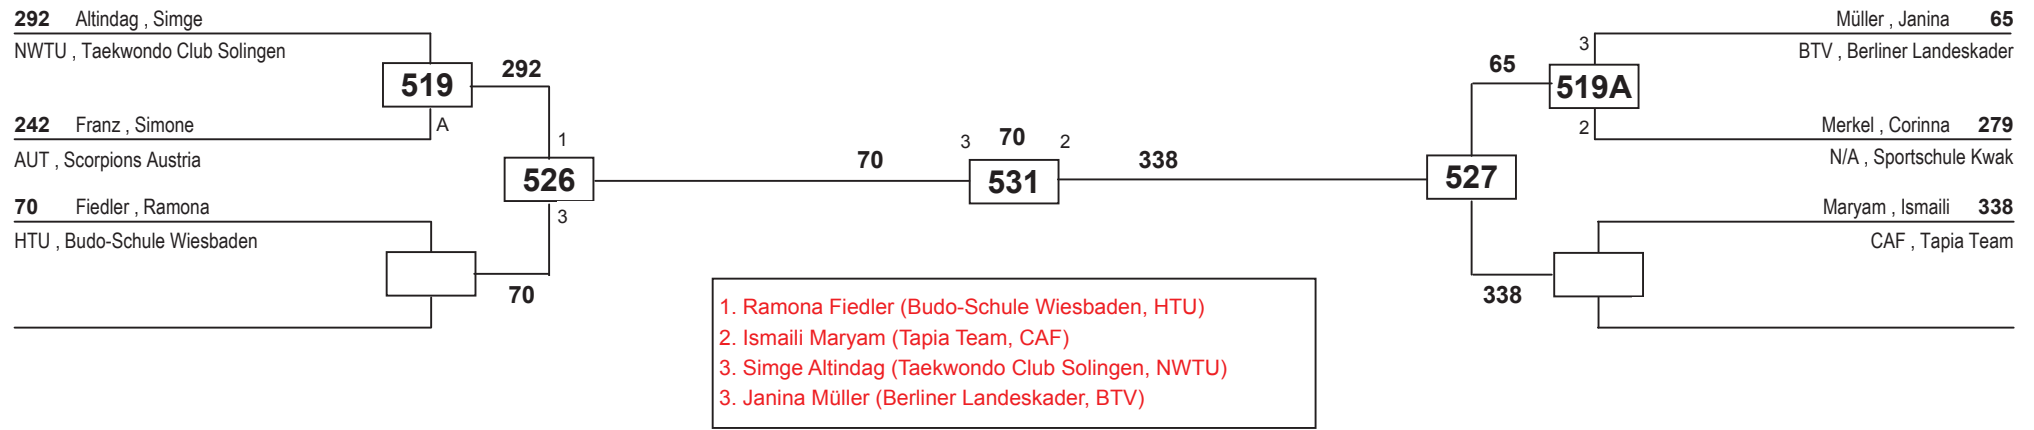 292 Altindag , Simge
NWTU , Taekwondo Club Solingen
519
292
242 Franz , Simone
A
AUT , Scorpions Austria
1
526
3
70 Fiedler , Ramona
HTU , Budo-Schule Wiesbaden
70
70
3 70 2
531
338
Müller , Janina 65
3
BTV , Berliner Landeskader
65
519A
Merkel , Corinna 279
2
N/A , Sportschule Kwak
527
Maryam , Ismaili 338
CAF , Tapia Team
338
1. Ramona Fiedler (Budo-Schule Wiesbaden, HTU)
2. Ismaili Maryam (Tapia Team, CAF)
3. Simge Altindag (Taekwondo Club Solingen, NWTU)
3. Janina Müller (Berliner Landeskader, BTV)